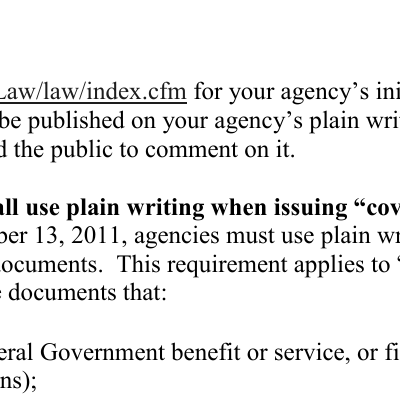 Law/law/index.cfm for your agency's ini
be published on your agency's plain wri
d the public to comment on it.
all use plain writing when issuing “cov
ber 13, 2011, agencies must use plain wr
documents.  This requirement applies to “
e documents that:
eral Government benefit or service, or fi
ns);